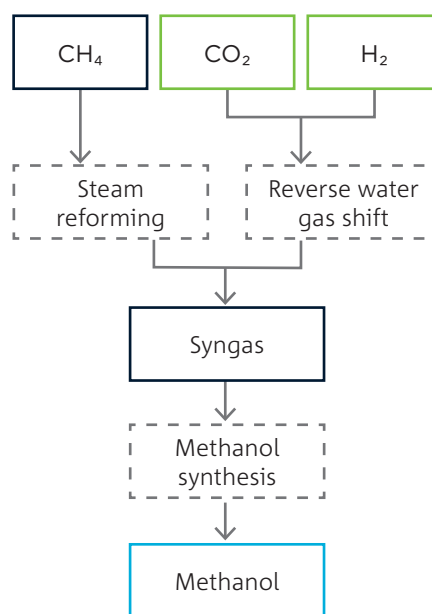 CH₄
CO₂
H₂
Steam
reforming
Reverse water
gas shift
Syngas
Methanol
synthesis
Methanol